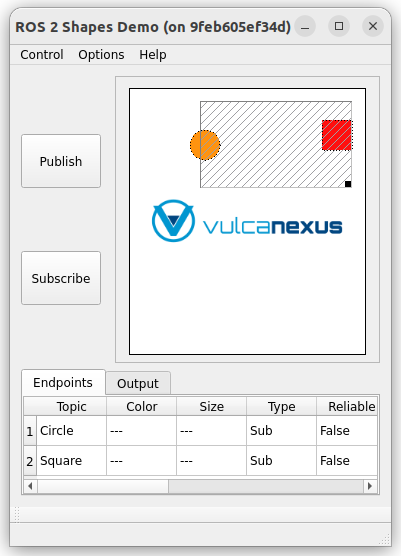 ROS 2 Shapes Demo (on 9feb605ef34d)
Control Options Help
Publish
vulcanexus
Subscribe
Endpoints Output
Topic Color Size Type Reliable
1 Circle --- --- Sub False
2 Square --- --- Sub False